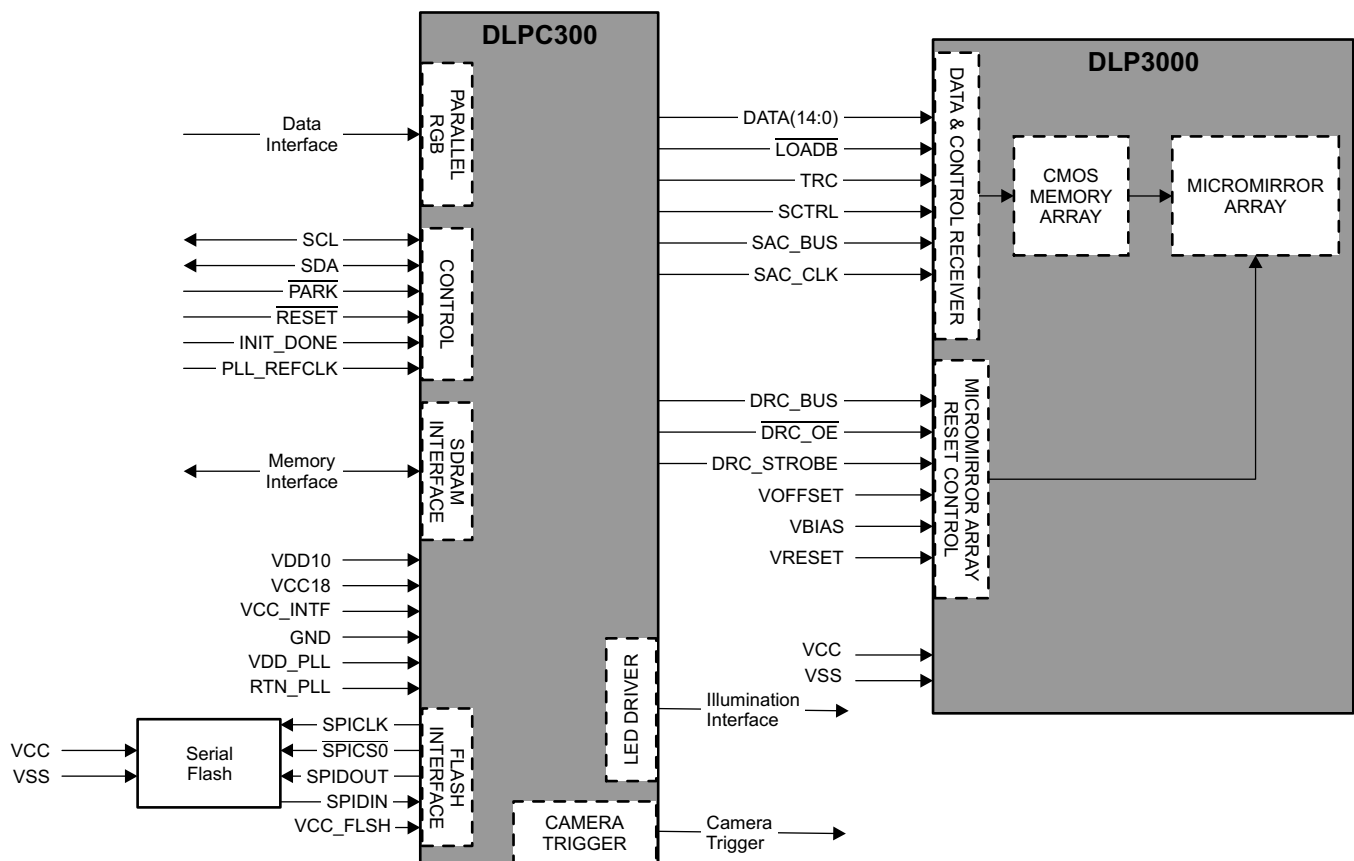 DLPC300
DLP3000
PARALLEL
RGB
Data
Interface
SCL
SDA
PARK
RESET
INIT_DONE
PLL_REFCLK
CONTROL
Memory
Interface
SDRAM
INTERFACE
VDD10
VCC18
VCC_INTF
GND
VDD_PLL
RTN_PLL
SPICLK
SPICS0
SPIDOUT
SPIDIN
VCC_FLSH
FLASH
INTERFACE
VCC
VSS
Serial
Flash
LED DRIVER
CAMERA
TRIGGER
Illumination
Interface
Camera
Trigger
DATA(14:0)
LOADB
TRC
SCTRL
SAC_BUS
SAC_CLK
DATA & CONTROL RECEIVER
CMOS
MEMORY
ARRAY
MICROMIRROR
ARRAY
DRC_BUS
DRC_OE
DRC_STROBE
VOFFSET
VBIAS
VRESET
MICROMIRROR ARRAY
RESET CONTROL
VCC
VSS